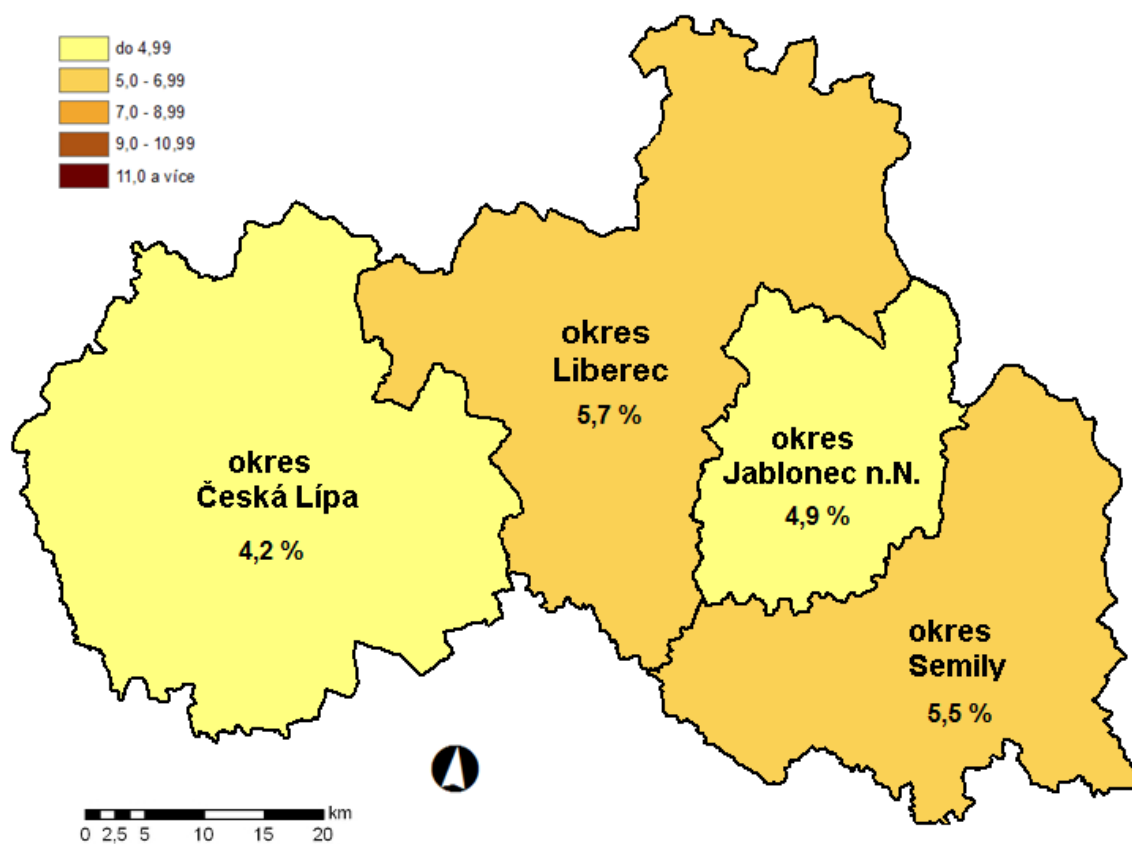 do 4,99
5,0 - 6,99
7,0 - 8,99
9,0 - 10,99
11,0 a více
okres
Liberec
5,7 %
okres
Česká Lípa
4,2 %
okres
Jablonec n.N.
4,9 %
okres
Semily
5,5 %
km
0 2,5 5 10 15 20